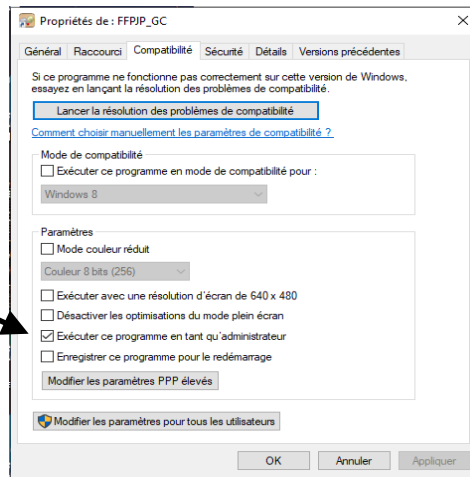 Propriétés de : FFPJP_GC
Général Raccourci Compatibilité Sécurité Détails Versions précédentes
Si ce programme ne fonctionne pas correctement sur cette version de Windows,
essayez en lançant la résolution des problèmes de compatibilité.
Lancer la résolution des problèmes de compatibilité
Comment choisir manuellement les paramètres de compatibilité ?
Mode de compatibilité
Exécuter ce programme en mode de compatibilité pour :
Windows 8
Paramètres
Mode couleur réduit
Couleur 8 bits (256)
Exécuter avec une résolution d'écran de 640 x 480
Désactiver les optimisations du mode plein écran
Exécuter ce programme en tant qu'administrateur
Enregistrer ce programme pour le redémarrage
Modifier les paramètres PPP élevés
Modifier les paramètres pour tous les utilisateurs
OK Annuler Appliquer